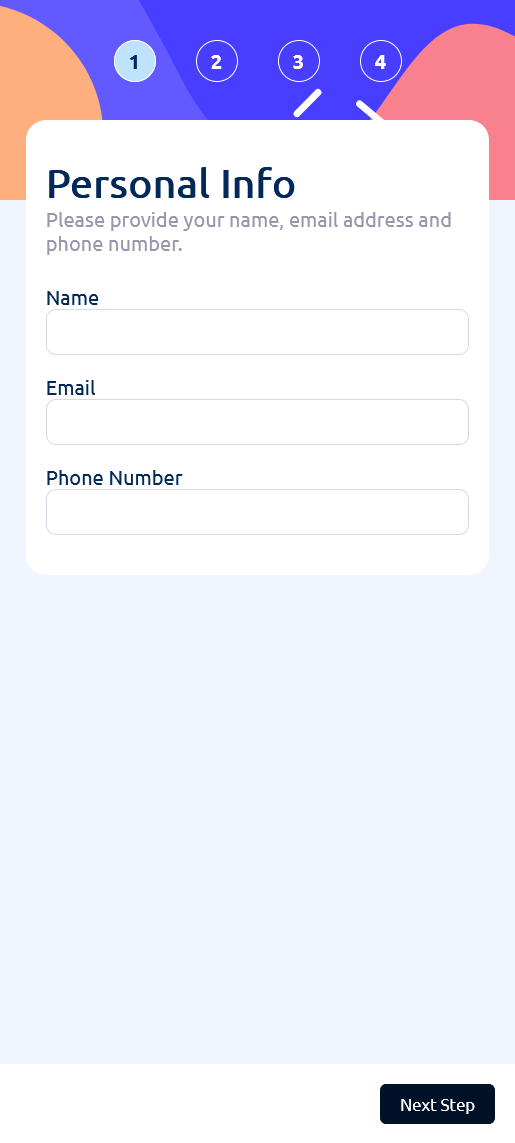 1 2 3 4
Personal Info
Please provide your name, email address and
phone number.
Name
Email
Phone Number
Next Step